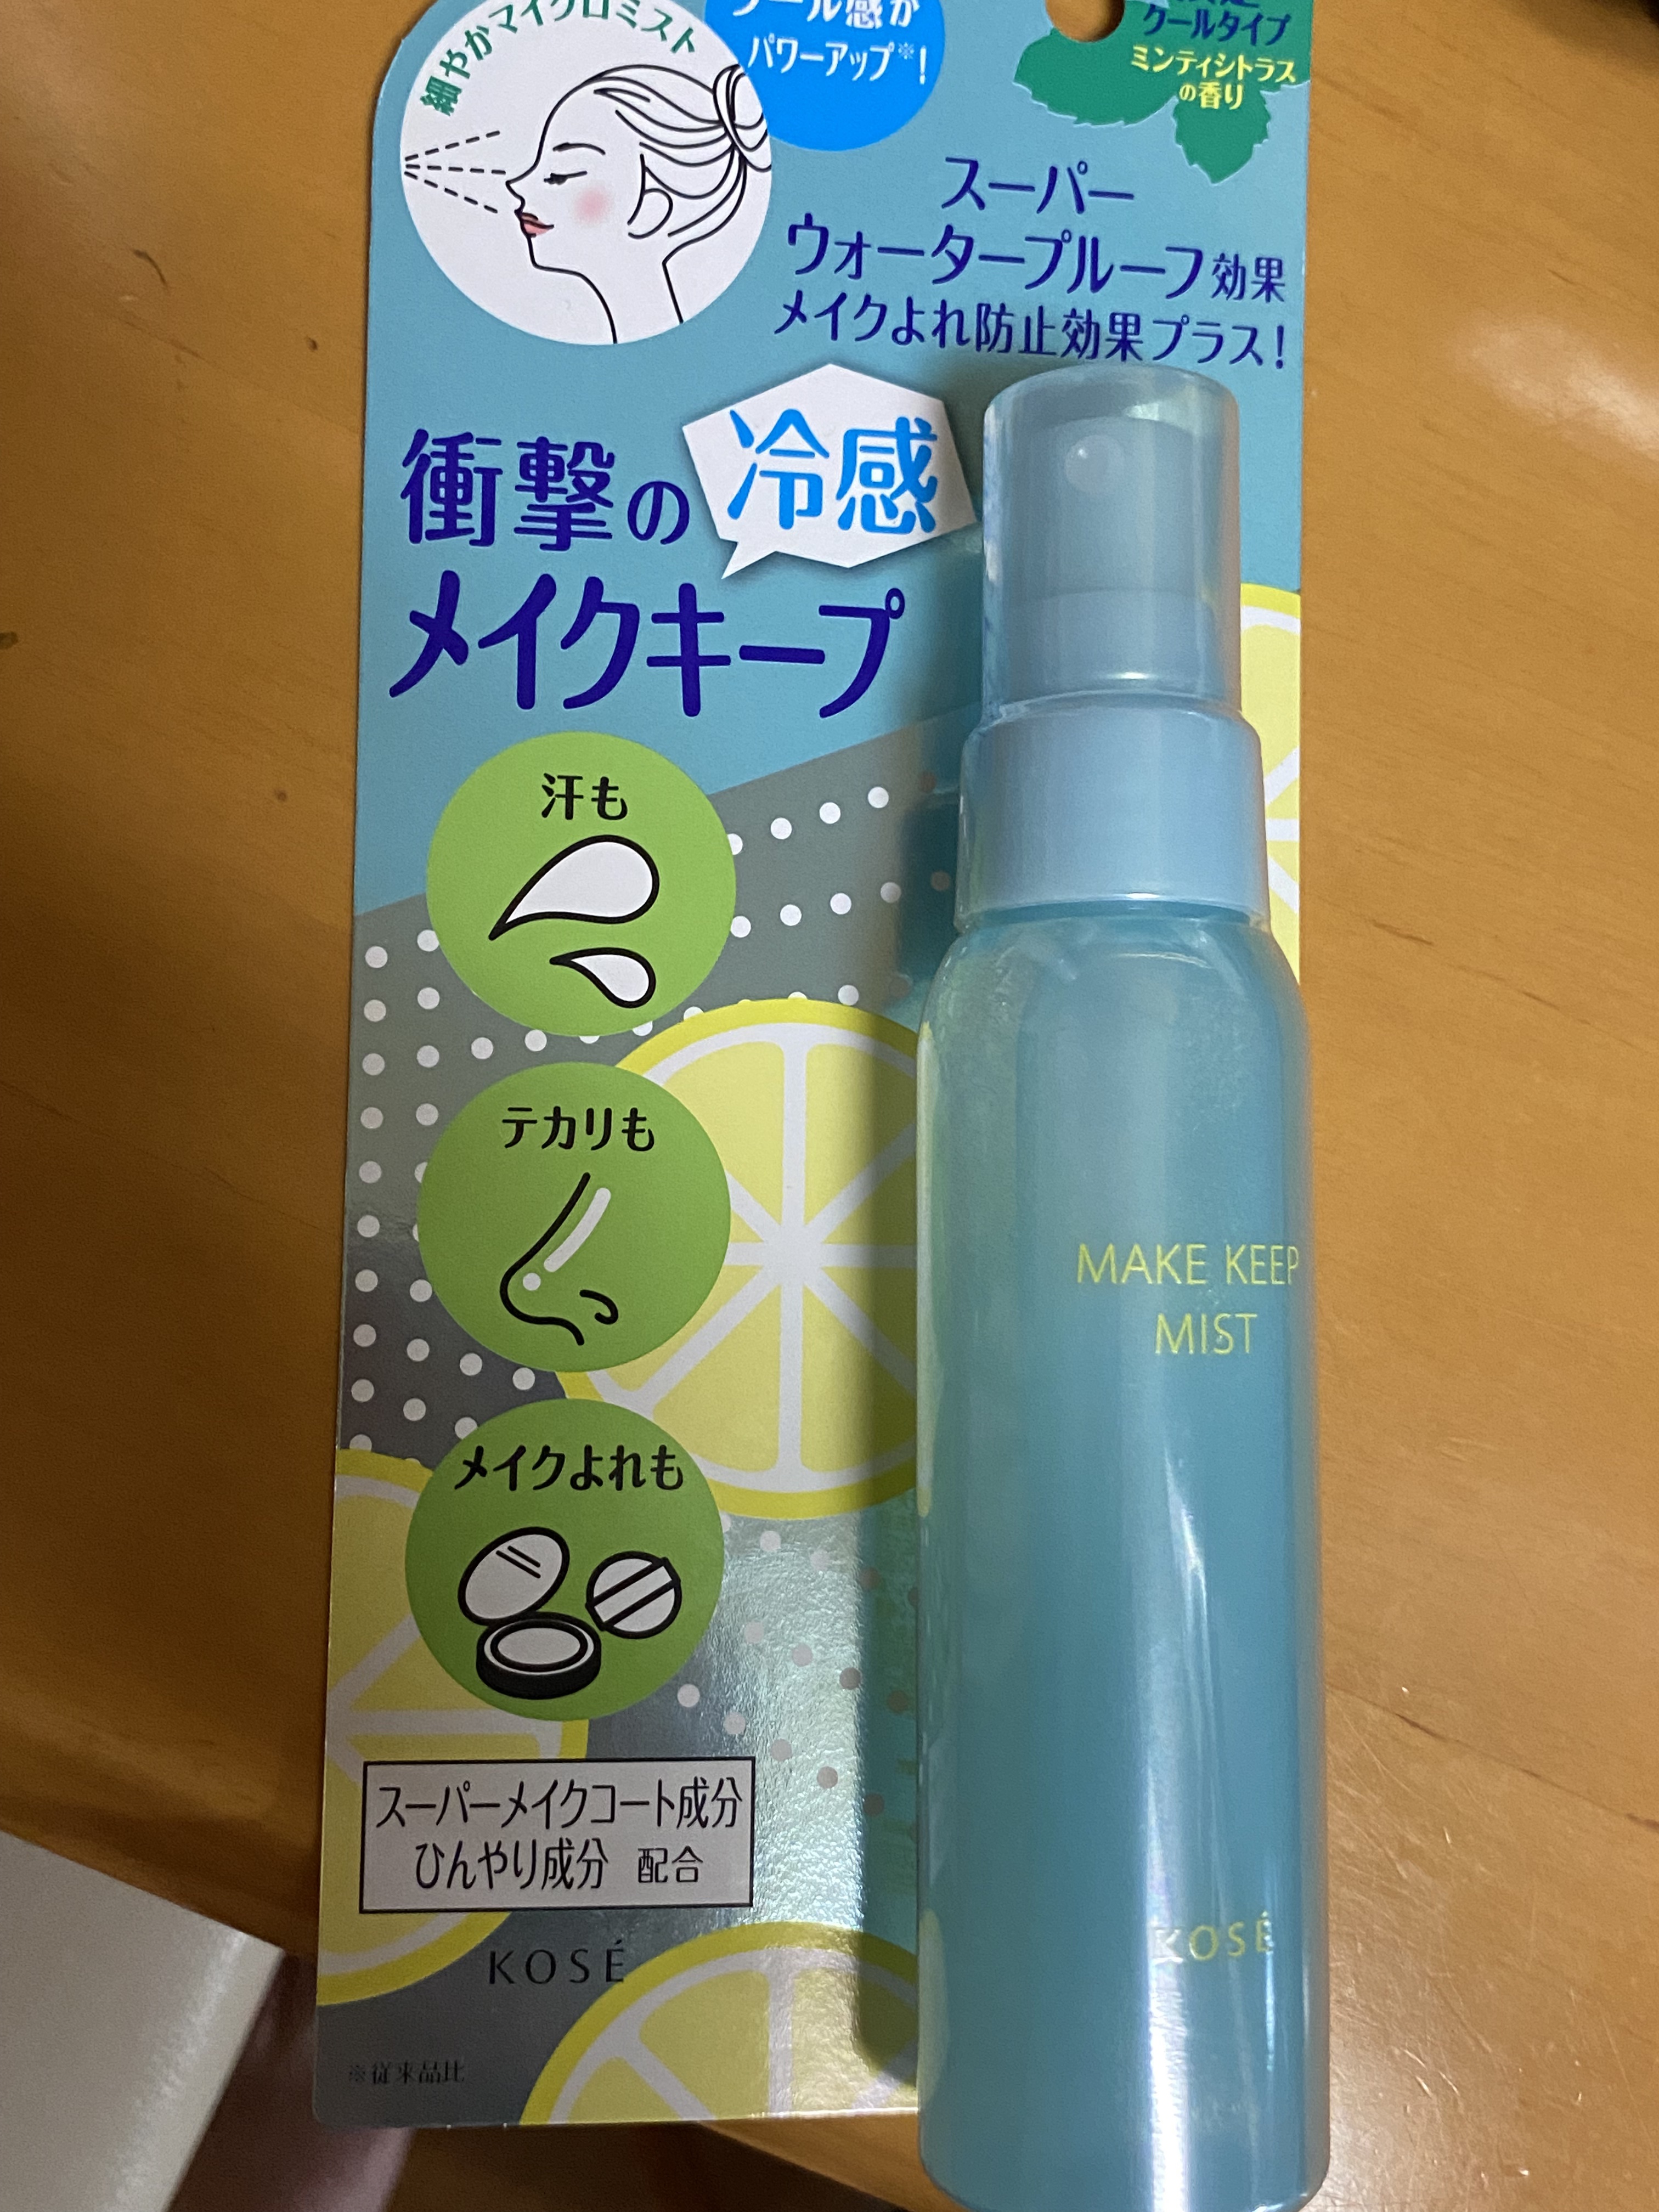 細やかマイクロミスト
クール感が
パワーアップ※!
クールタイプ
ミンティシトラス
の香り
スーパー
ウォータープルーフ効果
メイクよれ防止効果プラス!
衝撃の冷感
メイクキープ
汗も
テカリも
メイクよれも
MAKE KEEP
MIST
スーパーメイクコート成分
ひんやり成分 配合
KOSÉ
KOSÉ
※従来品比